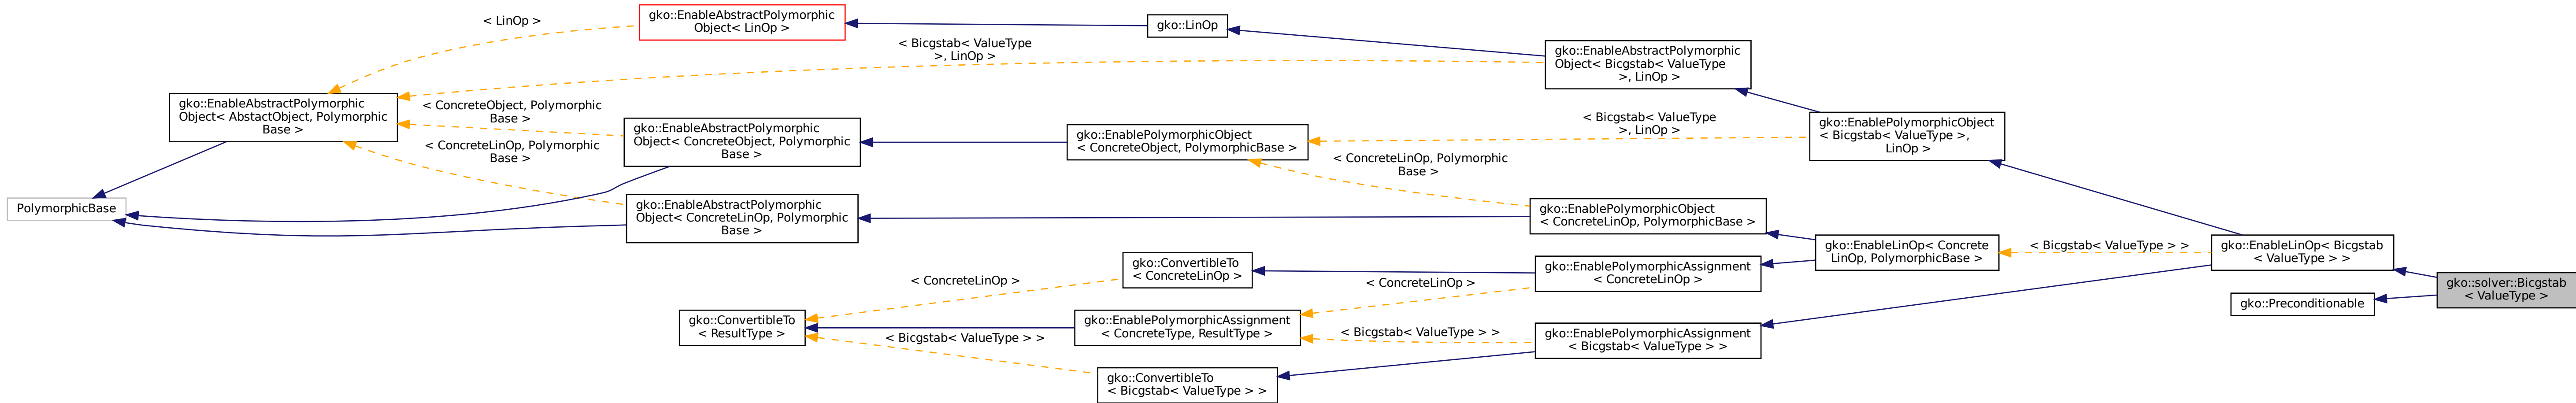 < LinOp >
gko::EnableAbstractPolymorphic
Object< LinOp >
gko::LinOp
< Bicgstab< ValueType
>, LinOp >
gko::EnableAbstractPolymorphic
Object< Bicgstab< ValueType
>, LinOp >
gko::EnableAbstractPolymorphic
Object< AbstactObject, Polymorphic
Base >
< ConcreteObject, Polymorphic
Base >
gko::EnableAbstractPolymorphic
Object< ConcreteObject, Polymorphic
Base >
gko::EnablePolymorphicObject
< ConcreteObject, PolymorphicBase >
< Bicgstab< ValueType
>, LinOp >
gko::EnablePolymorphicObject
< Bicgstab< ValueType >,
LinOp >
< ConcreteLinOp, Polymorphic
Base >
< ConcreteLinOp, Polymorphic
Base >
PolymorphicBase
gko::EnableAbstractPolymorphic
Object< ConcreteLinOp, Polymorphic
Base >
gko::EnablePolymorphicObject
< ConcreteLinOp, PolymorphicBase >
gko::EnableLinOp< Concrete
LinOp, PolymorphicBase >
< Bicgstab< ValueType > >
gko::EnableLinOp< Bicgstab
< ValueType > >
gko::ConvertibleTo
< ConcreteLinOp >
gko::EnablePolymorphicAssignment
< ConcreteLinOp >
gko::solver::Bicgstab
< ValueType >
< ConcreteLinOp >
< ConcreteLinOp >
gko::Preconditionable
gko::ConvertibleTo
< ResultType >
gko::EnablePolymorphicAssignment
< ConcreteType, ResultType >
< Bicgstab< ValueType > >
< Bicgstab< ValueType > >
gko::EnablePolymorphicAssignment
< Bicgstab< ValueType > >
gko::ConvertibleTo
< Bicgstab< ValueType > >